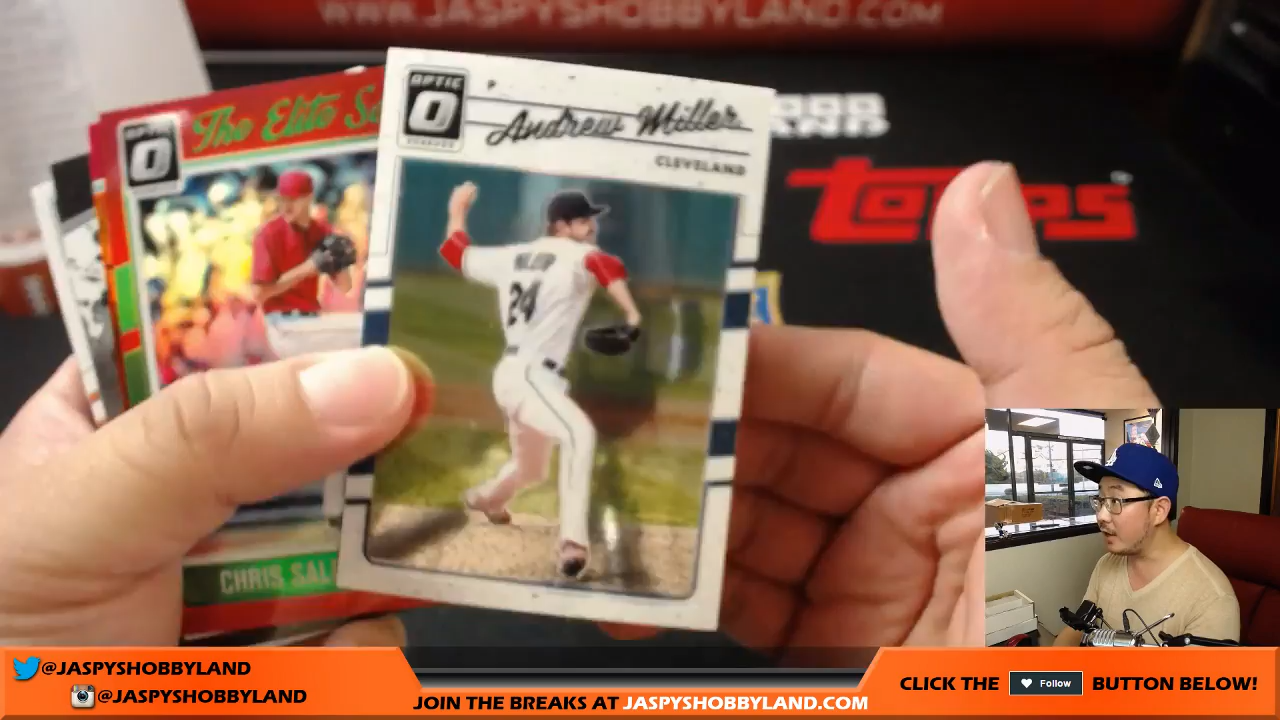 WWW.JASPYSHOBBYLAND.COM
OPTIC
P
Andrew Miller
CLEVELAND
OPTIC
The Elite S
Topps
24
CHRIS SAL
@JASPYSHOBBYLAND
@JASPYSHOBBYLAND
JOIN THE BREAKS AT JASPYSHOBBYLAND.COM
CLICK THE Follow BUTTON BELOW!